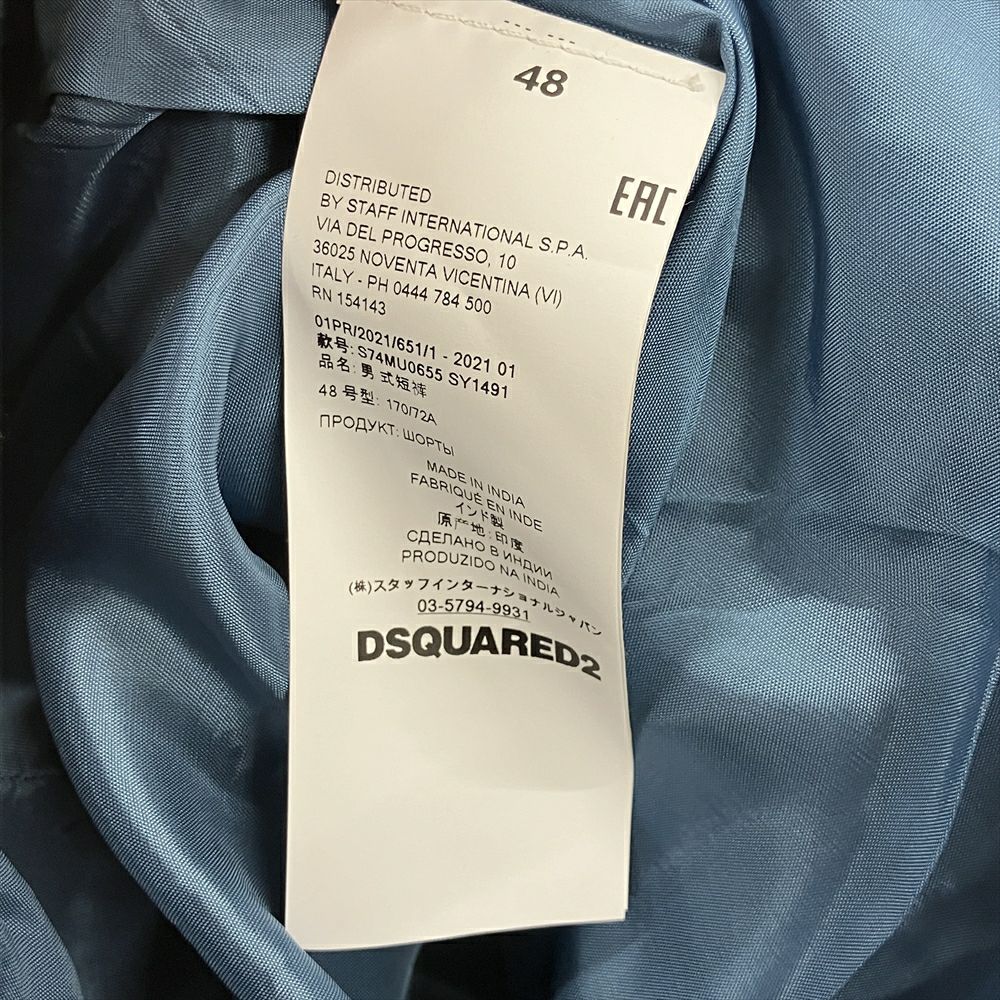 48
EAC
DISTRIBUTED
BY STAFF INTERNATIONAL S.P.A.
VIA DEL PROGRESSO, 10
36025 NOVENTA VICENTINA (VI)
ITALY - PH 0444 784 500
RN 154143
01PR/2021/651/1 - 2021 01
款号: S74MU0655 SY1491
品名: 男式短裤
48 号型: 170/72A
ПРОДУКТ: ШОРТЫ
MADE IN INDIA
FABRIQUÉ EN INDE
インド製
原产地: 印度
СДЕЛАНО В ИНДИИ
PRODUZIDO NA INDIA
(株)スタッフインターナショナルジャパン
03-5794-9931
DSQUARED2